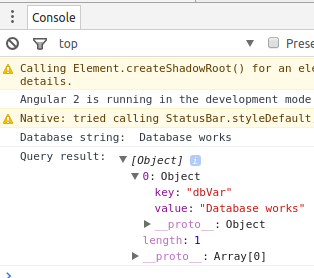 Console
top
Prese
Calling Element.createShadowRoot() for an ele
details.
Angular 2 is running in the development mode
Native: tried calling StatusBar.styleDefault
Database string:  Database works
Query result:
[Object]
0: Object
key: "dbVar"
value: "Database works"
__proto__: Object
length: 1
__proto__: Array[0]